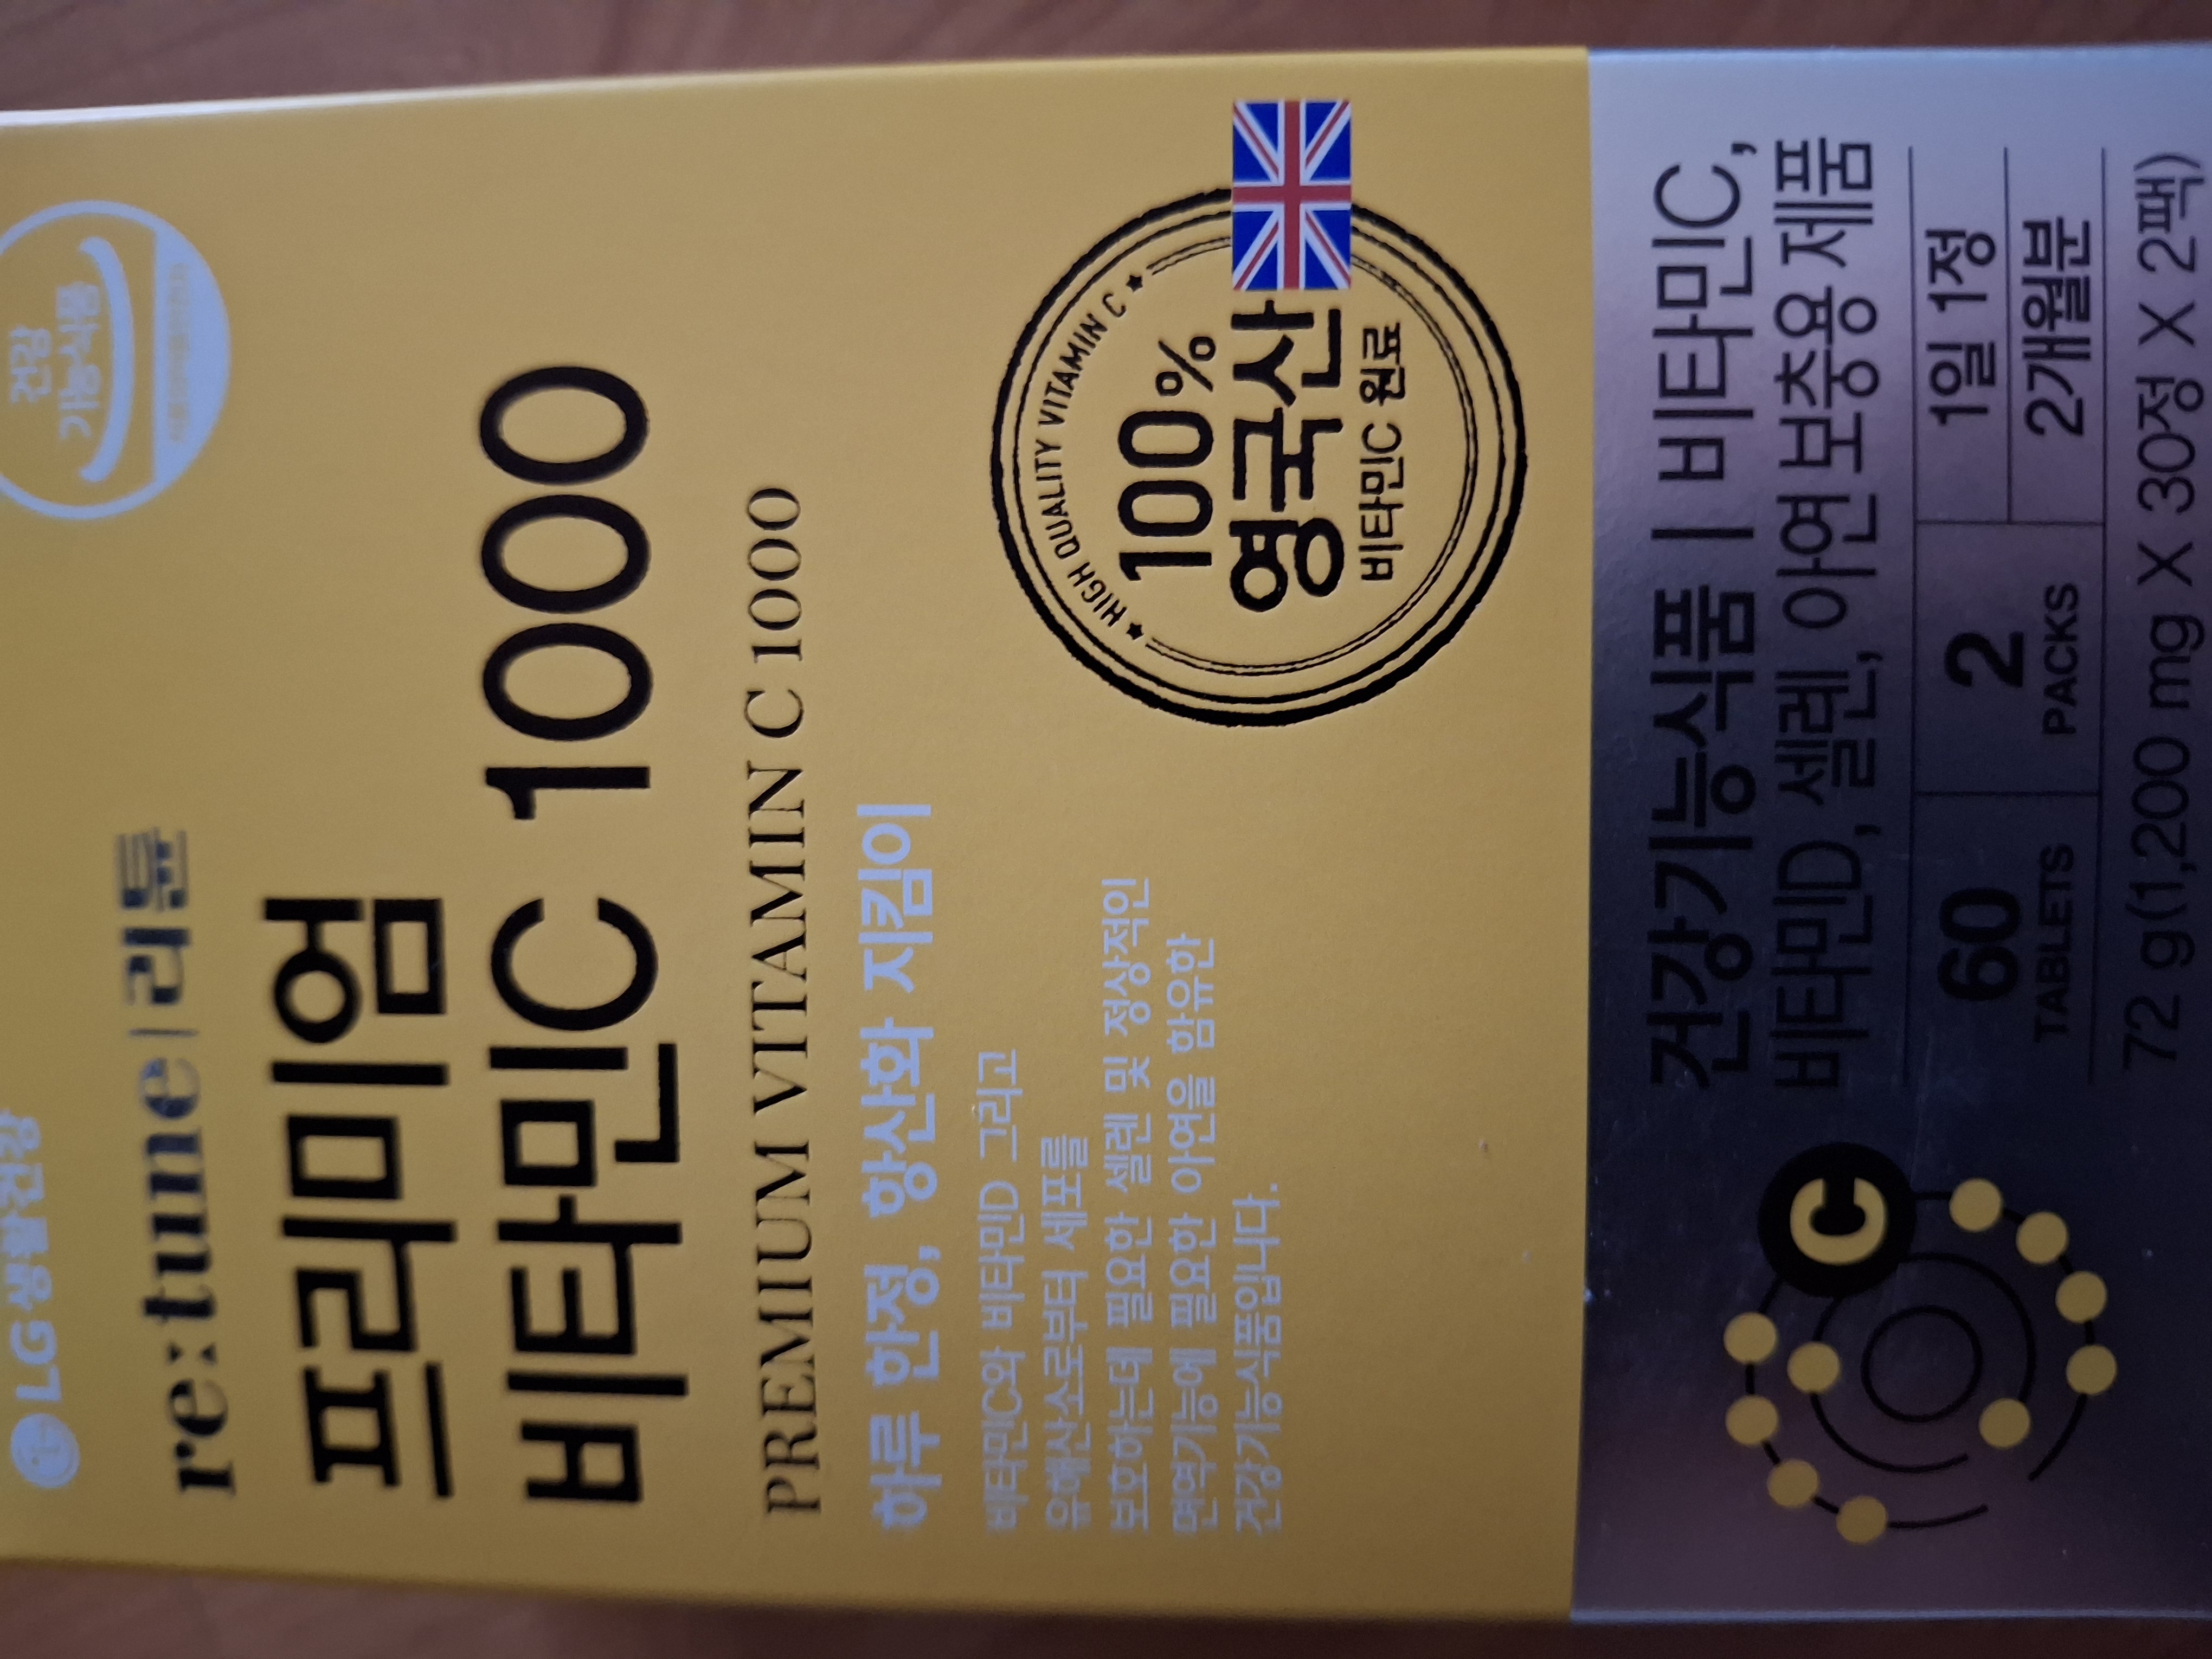 LG생활건강
건강
기능식품
re:tune|리튠
프리미엄
비타민C 1000
PREMIUM VITAMIN C 1000
하루 한정, 항산화 지킴이
비타민C와 비타민D 그리고
유해산소로부터 세포를
보호하는데 필요한 셀렌 및 정상적인
면역기능에 필요한 아연을 함유한
건강기능식품입니다.
★ HIGH QUALITY VITAMIN C ★
100%
영국산
비타민C 원료
C
건강기능식품 | 비타민C,
비타민D, 셀렌, 아연 보충용 제품
60
TABLETS
2
PACKS
1일 1정
2개월분
72 g(1,200 mg X 30정 X 2팩)